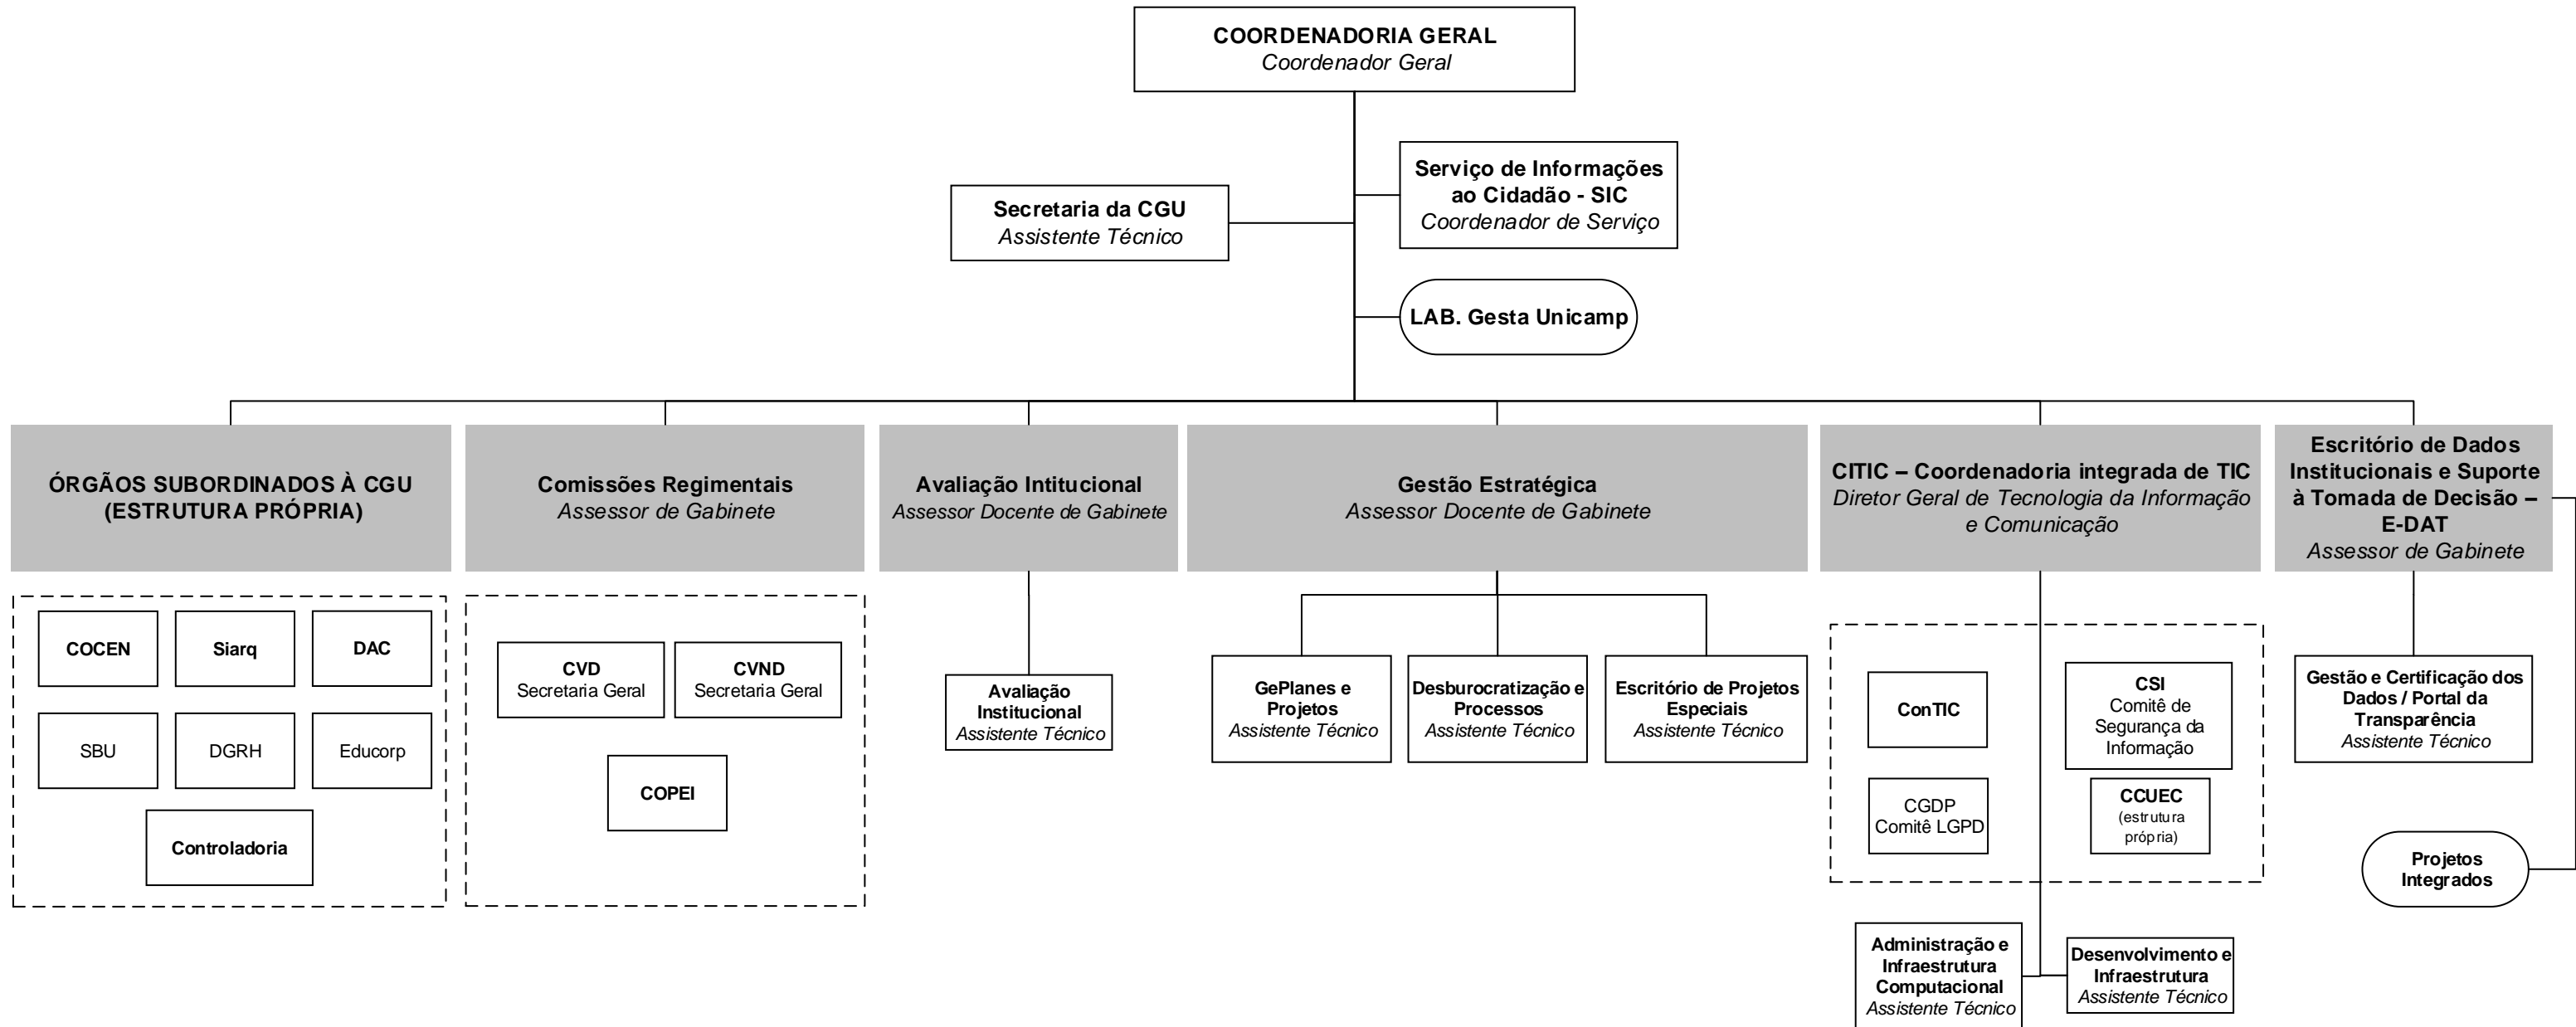 COORDENADORIA GERAL
Coordenador Geral
Serviço de Informações
ao Cidadão - SIC
Coordenador de Serviço
Secretaria da CGU
Assistente Técnico
LAB. Gesta Unicamp
ÓRGÃOS SUBORDINADOS À CGU
(ESTRUTURA PRÓPRIA)
Comissões Regimentais
Assessor de Gabinete
Avaliação Intitucional
Assessor Docente de Gabinete
Gestão Estratégica
Assessor Docente de Gabinete
CITIC – Coordenadoria integrada de TIC
Diretor Geral de Tecnologia da Informação
e Comunicação
Escritório de Dados
Institucionais e Suporte
à Tomada de Decisão –
E-DAT
Assessor de Gabinete
COCEN
Siarq
DAC
SBU
DGRH
Educorp
Controladoria
CVD
Secretaria Geral
CVND
Secretaria Geral
COPEI
Avaliação
Institucional
Assistente Técnico
GePlanes e
Projetos
Assistente Técnico
Desburocratização e
Processos
Assistente Técnico
Escritório de Projetos
Especiais
Assistente Técnico
ConTIC
CSI
Comitê de
Segurança da
Informação
CGDP
Comitê LGPD
CCUEC
(estrutura
própria)
Administração e
Infraestrutura
Computacional
Assistente Técnico
Desenvolvimento e
Infraestrutura
Assistente Técnico
Gestão e Certificação dos
Dados / Portal da
Transparência
Assistente Técnico
Projetos
Integrados